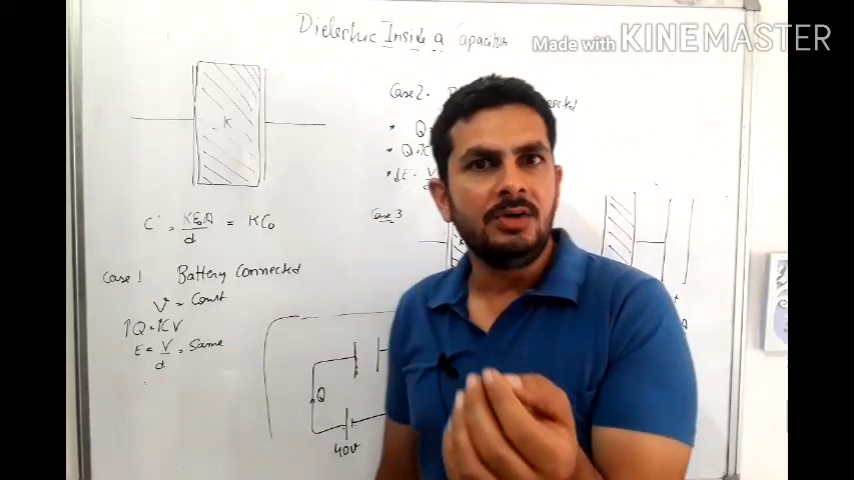 Dielectric Inside a Capacitor
Made with KINEMASTER
K
C' = Kε₀A/d = KC₀
Case 1 Battery Connected
V = Const
↑Q = ↑CV
E = V/d = Same
Case 2-
* Q
* Q = ↑C
* ↓E = V
Case 3
Q
40V